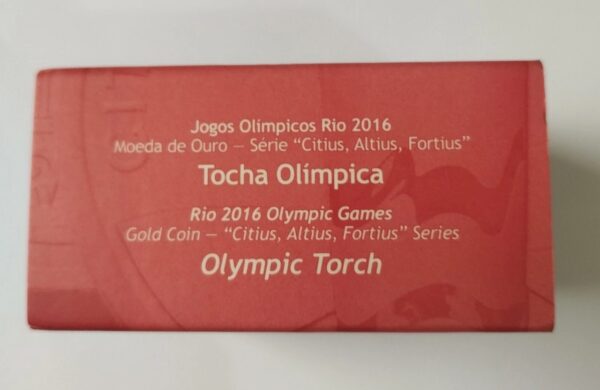 Jogos Olímpicos Rio 2016
Moeda de Ouro — Série “Citius, Altius, Fortius”
Tocha Olímpica
Rio 2016 Olympic Games
Gold Coin — “Citius, Altius, Fortius” Series
Olympic Torch